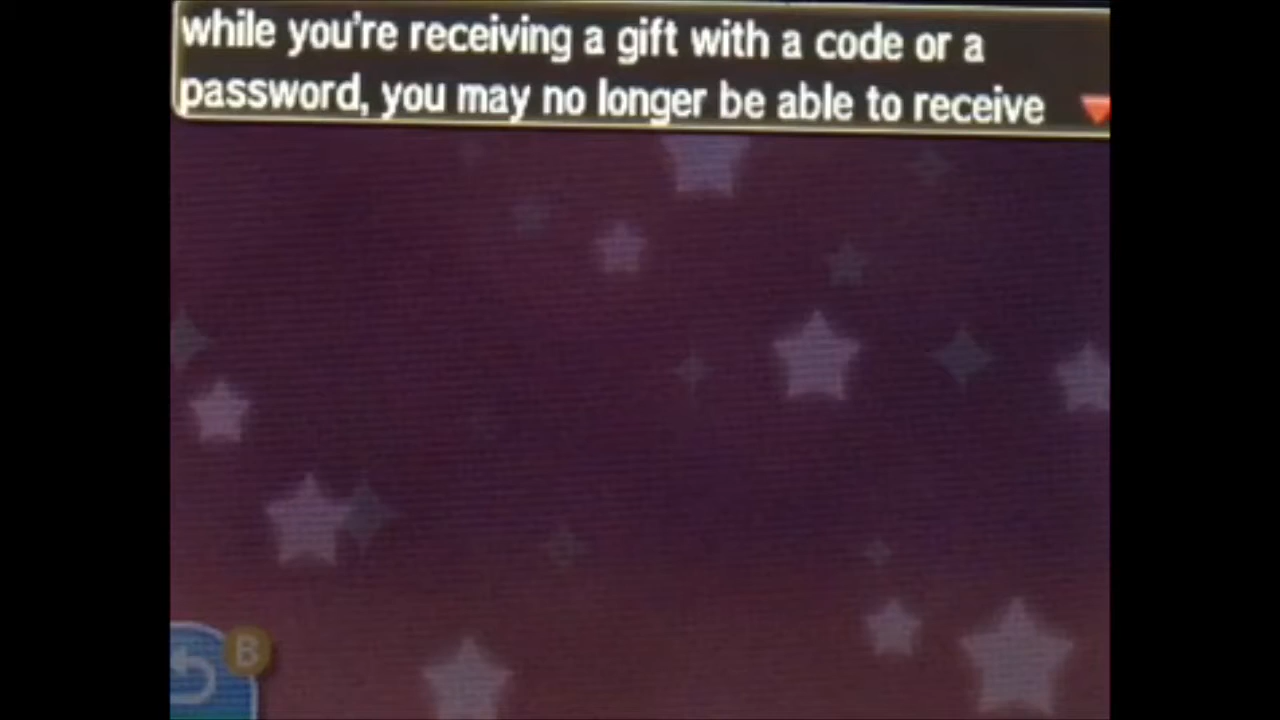 while you're receiving a gift with a code or a
password, you may no longer be able to receive
B